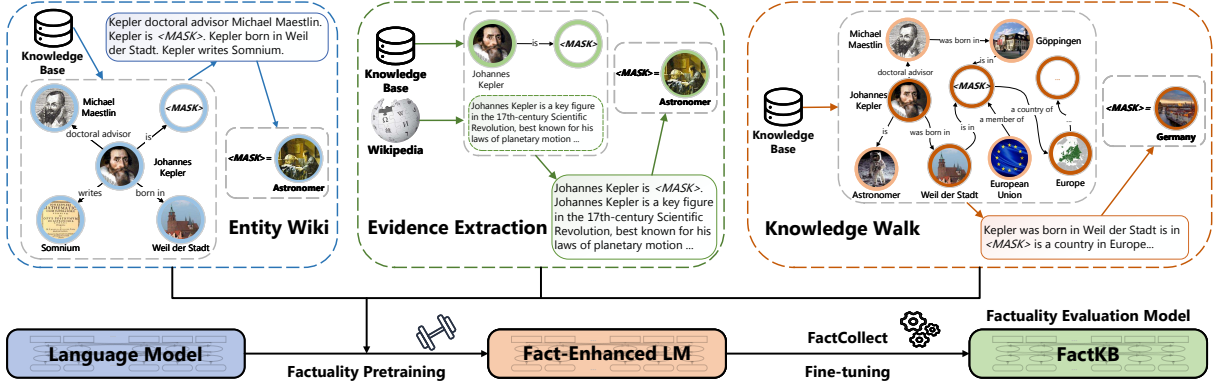 Kepler doctoral advisor Michael Maestlin.
Kepler is <MASK>. Kepler born in Weil
der Stadt. Kepler writes Somnium.
Knowledge
Base
Michael
Maestlin
<MASK>
doctoral advisor
is
Johannes
Kepler
writes
born in
Somnium
Weil der Stadt
<MASK> =
Astronomer
Entity Wiki
Knowledge
Base
Wikipedia
is
<MASK>
Johannes
Kepler
Johannes Kepler is a key figure
in the 17th-century Scientific
Revolution, best known for his
laws of planetary motion ...
<MASK> =
Astronomer
Johannes Kepler is <MASK>.
Johannes Kepler is a key figure
in the 17th-century Scientific
Revolution, best known for his
laws of planetary motion ...
Evidence Extraction
Knowledge
Base
Michael
Maestlin
was born in
Göppingen
is in
doctoral advisor
<MASK>
...
Johannes
Kepler
a country of
...
a member of
is
was born in
is in
Astronomer
Weil der Stadt
European
Union
Europe
<MASK> =
Germany
Kepler was born in Weil der Stadt is in
<MASK> is a country in Europe...
Knowledge Walk
Language Model
Factuality Pretraining
Fact-Enhanced LM
FactCollect
Fine-tuning
Factuality Evaluation Model
FactKB